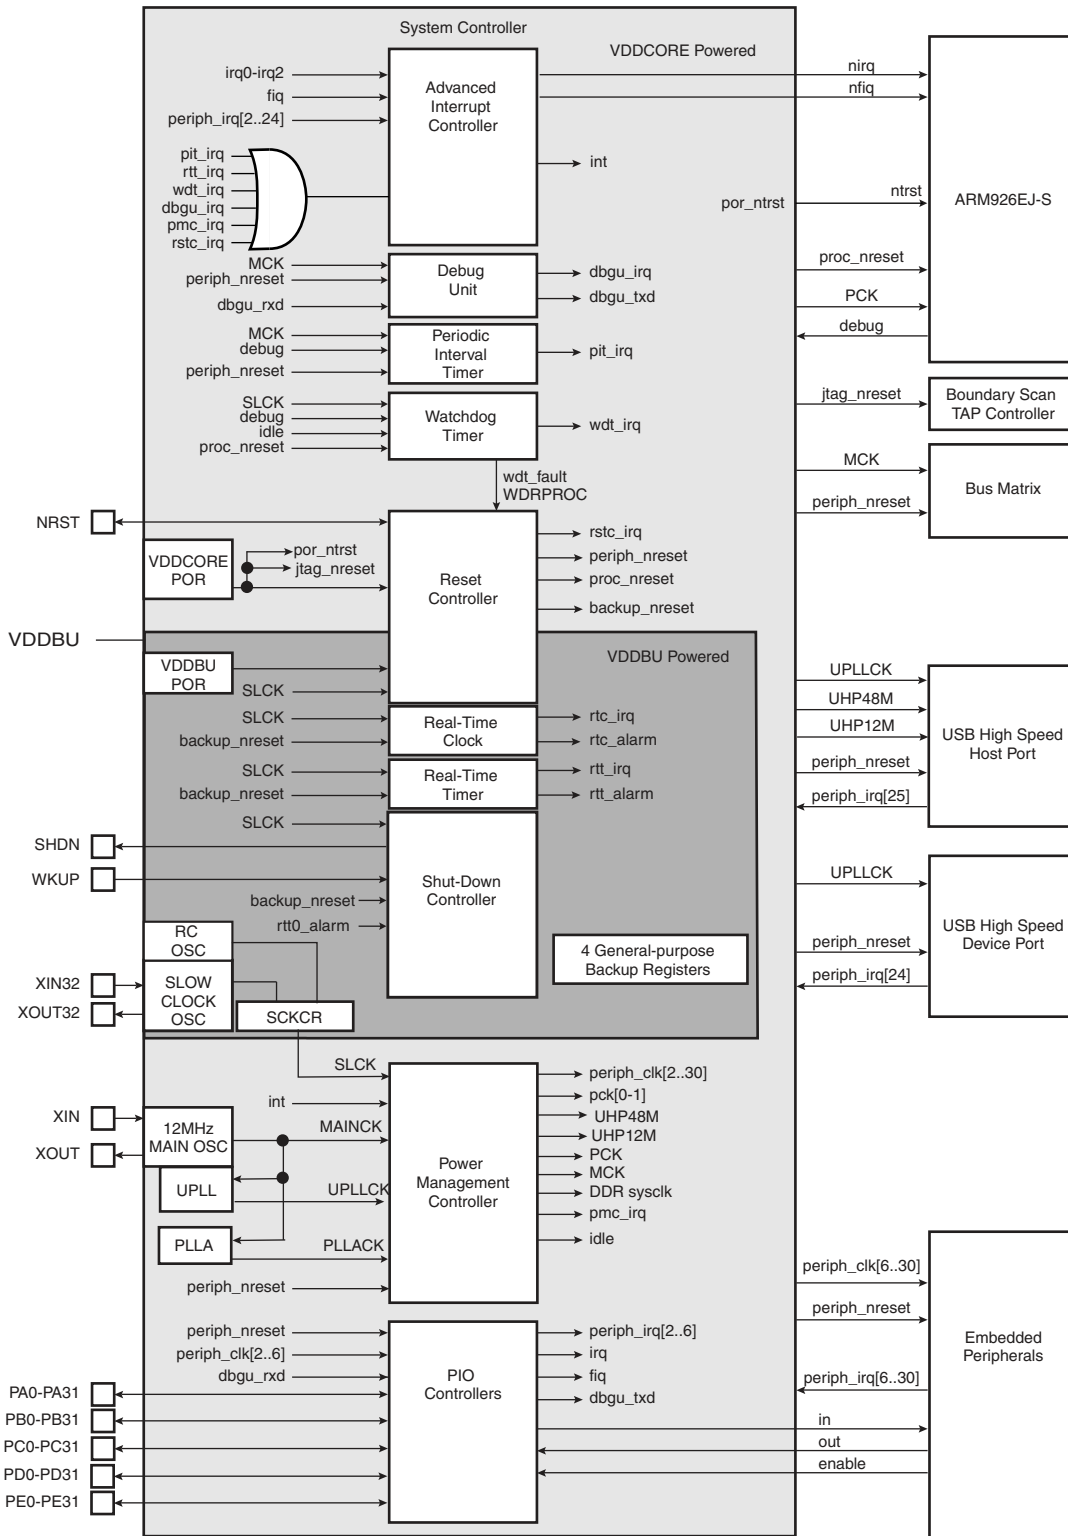 System Controller
VDDCORE Powered
irq0-irq2
fiq
periph_irq[2..24]
pit_irq
rtt_irq
wdt_irq
dbgu_irq
pmc_irq
rstc_irq
Advanced
Interrupt
Controller
int
nirq
nfiq
por_ntrst
ntrst
proc_nreset
PCK
debug
ARM926EJ-S
MCK
periph_nreset
dbgu_rxd
Debug
Unit
dbgu_irq
dbgu_txd
MCK
debug
periph_nreset
Periodic
Interval
Timer
pit_irq
SLCK
debug
idle
proc_nreset
Watchdog
Timer
wdt_irq
wdt_fault
WDRPROC
jtag_nreset
Boundary Scan
TAP Controller
MCK
periph_nreset
Bus Matrix
NRST
VDDCORE
POR
por_ntrst
jtag_nreset
Reset
Controller
rstc_irq
periph_nreset
proc_nreset
backup_nreset
VDDBU
VDDBU Powered
VDDBU
POR
SLCK
SLCK
backup_nreset
Real-Time
Clock
rtc_irq
rtc_alarm
SLCK
backup_nreset
Real-Time
Timer
rtt_irq
rtt_alarm
UPLLCK
UHP48M
UHP12M
periph_nreset
periph_irq[25]
USB High Speed
Host Port
SLCK
SHDN
WKUP
backup_nreset
rtt0_alarm
Shut-Down
Controller
4 General-purpose
Backup Registers
UPLLCK
periph_nreset
periph_irq[24]
USB High Speed
Device Port
RC
OSC
XIN32
XOUT32
SLOW
CLOCK
OSC
SCKCR
SLCK
int
XIN
XOUT
12MHz
MAIN OSC
MAINCK
UPLL
UPLLCK
PLLA
PLLACK
periph_nreset
Power
Management
Controller
periph_clk[2..30]
pck[0-1]
UHP48M
UHP12M
PCK
MCK
DDR sysclk
pmc_irq
idle
periph_nreset
periph_clk[2..6]
dbgu_rxd
PA0-PA31
PB0-PB31
PC0-PC31
PD0-PD31
PE0-PE31
PIO
Controllers
periph_irq[2..6]
irq
fiq
dbgu_txd
periph_clk[6..30]
periph_nreset
periph_irq[6..30]
in
out
enable
Embedded
Peripherals